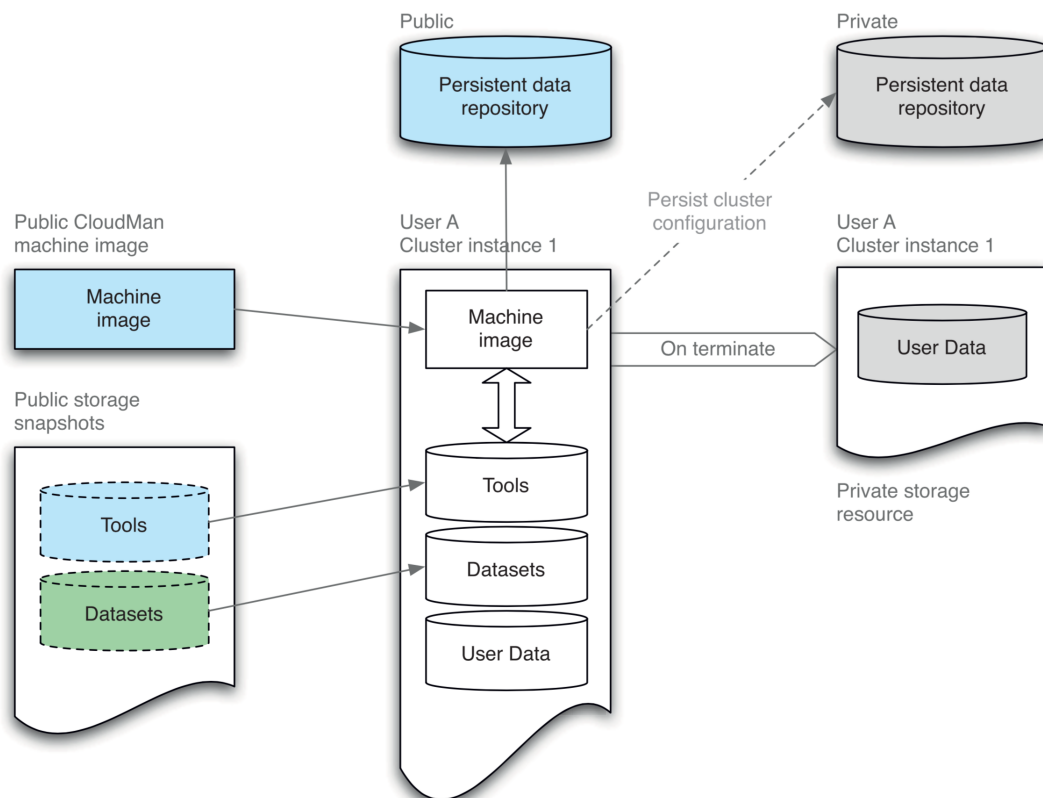 Public
Persistent data
repository
Private
Persistent data
repository
Persist cluster
configuration
Public CloudMan
machine image
Machine
image
User A
Cluster instance 1
Machine
image
On terminate
User A
Cluster instance 1
User Data
Private storage
resource
Public storage
snapshots
Tools
Datasets
Tools
Datasets
User Data